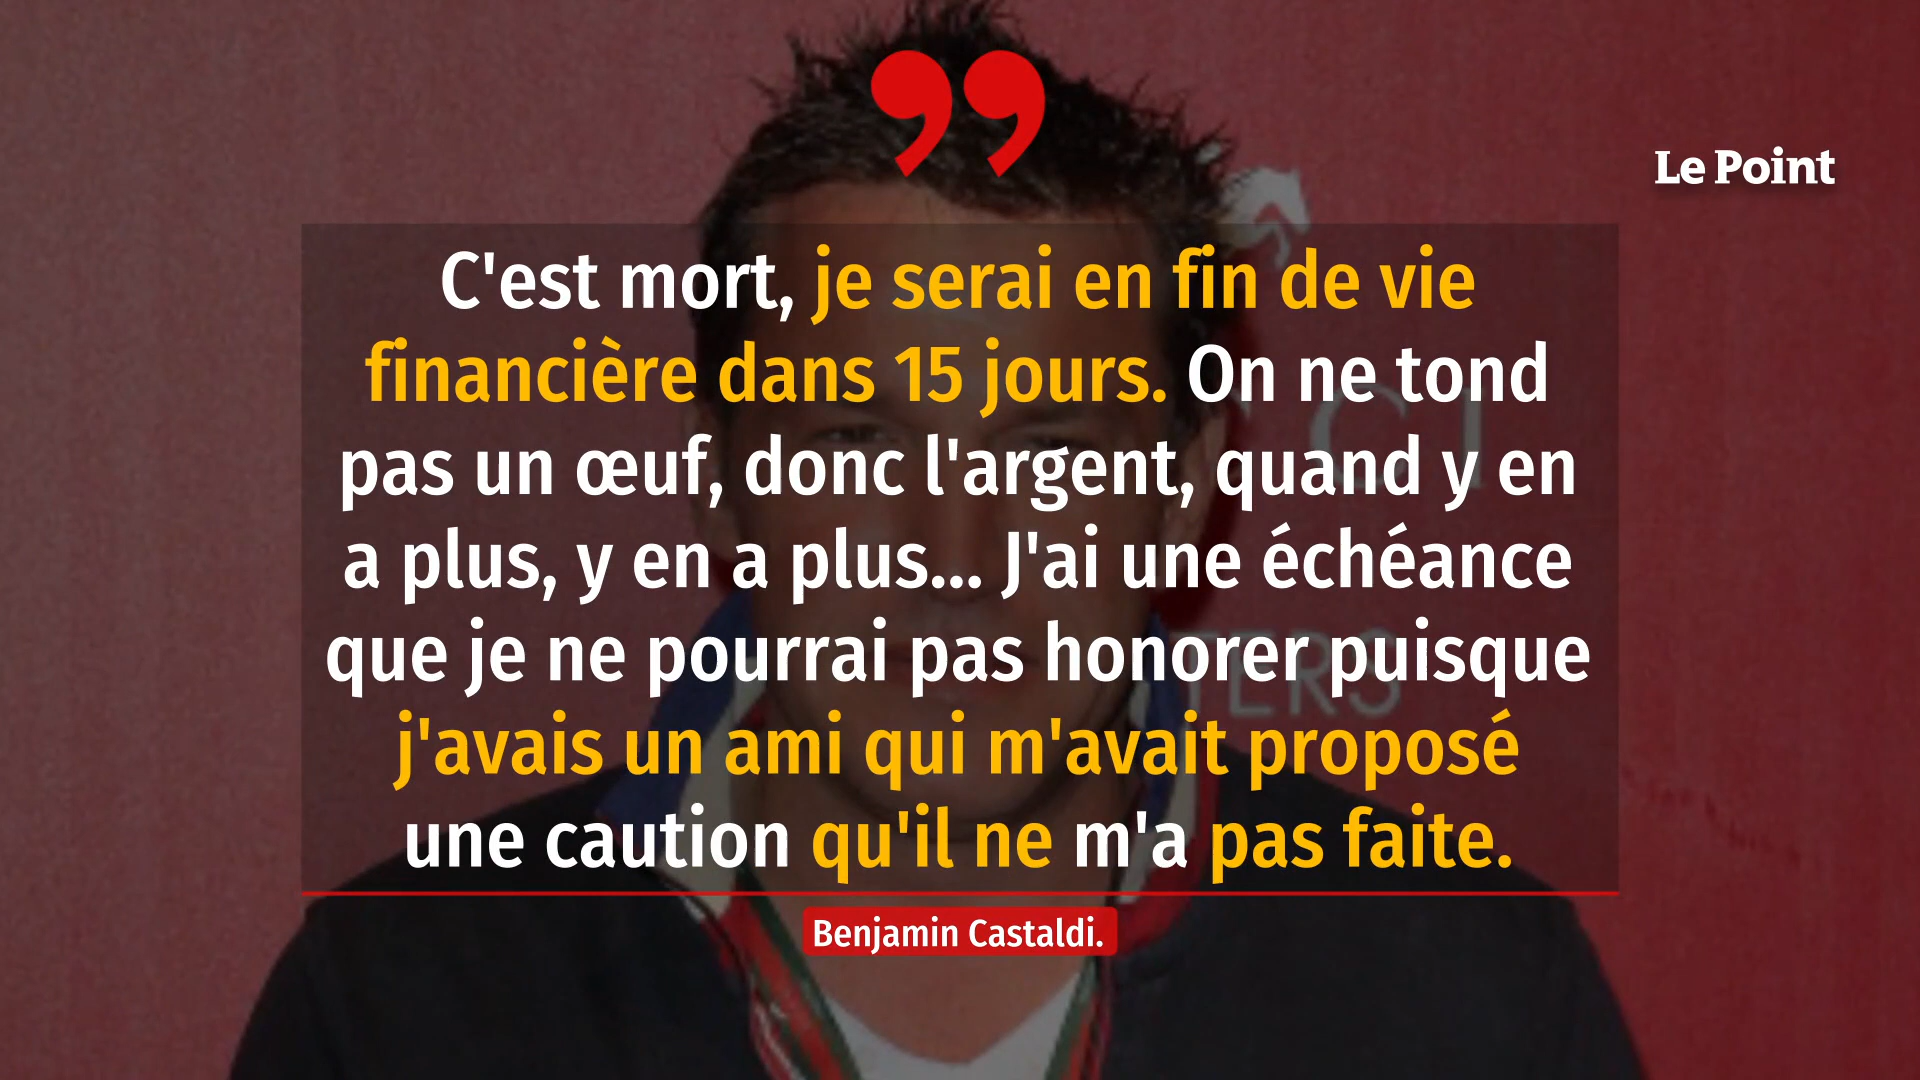 ”
Le Point
C'est mort, je serai en fin de vie
financière dans 15 jours. On ne tond
pas un œuf, donc l'argent, quand y en
a plus, y en a plus... J'ai une échéance
que je ne pourrai pas honorer puisque
j'avais un ami qui m'avait proposé
une caution qu'il ne m'a pas faite.
Benjamin Castaldi.